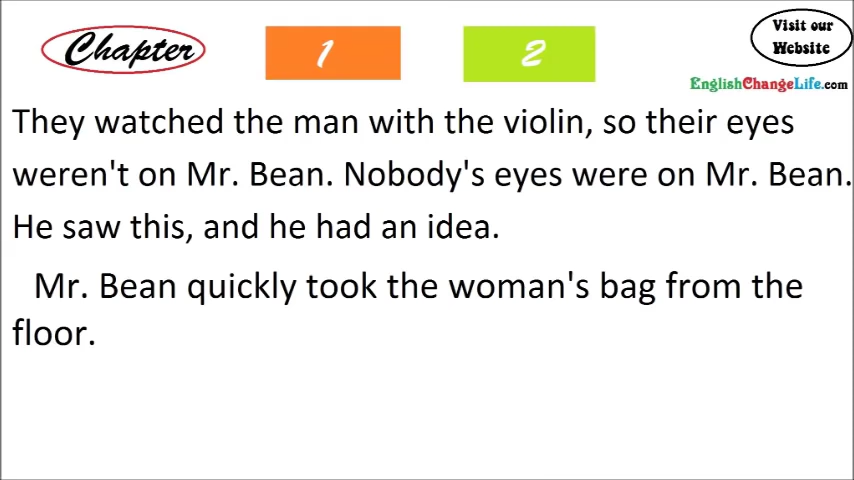 Chapter 1 2 Visit our
Website
EnglishChangeLife.com
They watched the man with the violin, so their eyes
weren't on Mr. Bean. Nobody's eyes were on Mr. Bean.
He saw this, and he had an idea.
Mr. Bean quickly took the woman's bag from the
floor.